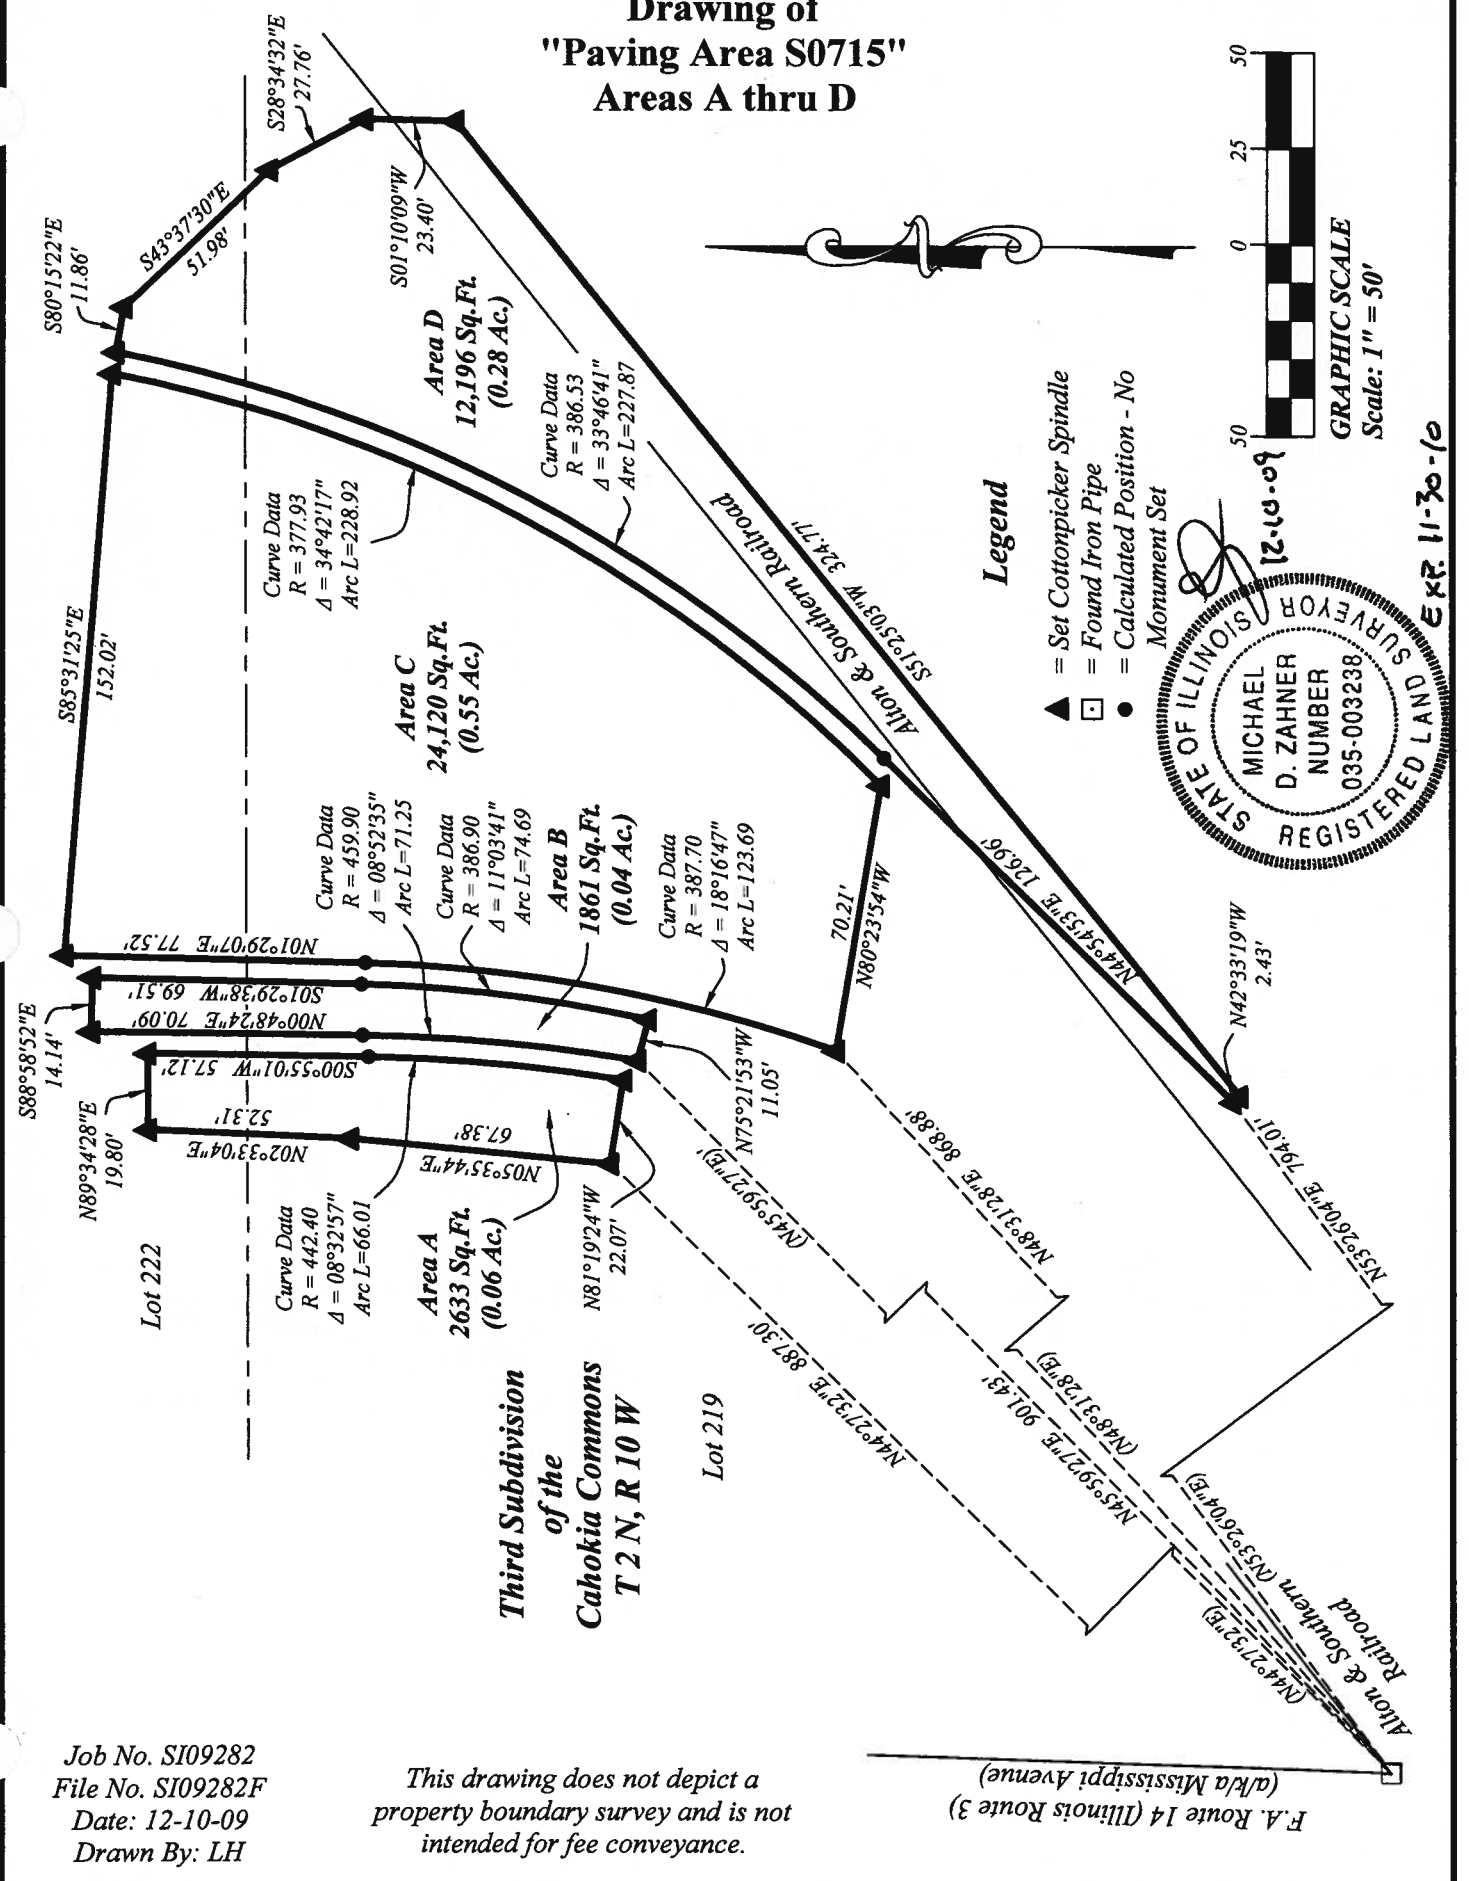 Drawing of
"Paving Area S0715"
Areas A thru D
S28°34'32"E
27.76'
S43°37'30"E
51.98'
S80°15'22"E
11.86'
S01°10'09"W
23.40'
Area D
12,196 Sq.Ft.
(0.28 Ac.)
Curve Data
R = 386.53
Δ = 33°46'41"
Arc L=227.87
Curve Data
R = 377.93
Δ = 34°42'17"
Arc L=228.92
S85°31'25"E
152.02'
Area C
24,120 Sq.Ft.
(0.55 Ac.)
Alton & Southern Railroad
S51°25'03"W 324.77'
Curve Data
R = 459.90
Δ = 08°52'35"
Arc L=71.25
Curve Data
R = 386.90
Δ = 11°03'41"
Arc L=74.69
Area B
1861 Sq.Ft.
(0.04 Ac.)
Curve Data
R = 387.70
Δ = 18°16'47"
Arc L=123.69
70.21'
N80°23'54"W
N44°54'53"E 126.96'
N42°33'19"W
2.43'
N01°29'07"E 77.52'
S01°29'38"W 69.51'
N00°48'24"E 70.09'
S00°55'01"W 57.12'
S88°58'52"E
14.14'
N89°34'28"E
19.80'
52.31'
N02°33'04"E
67.38'
N05°35'44"E
N75°21'53"W
11.05'
N81°19'24"W
22.07'
Curve Data
R = 442.40
Δ = 08°32'57"
Arc L=66.01
Area A
2633 Sq.Ft.
(0.06 Ac.)
Lot 222
Third Subdivision
of the
Cahokia Commons
T 2 N, R 10 W
Lot 219
(N45°59'27"E)
N48°31'28"E 868.88'
N53°26'04"E 794.01'
N44°27'32"E 887.30'
N45°59'27"E 901.43'
(N48°31'28"E)
(N53°26'04"E)
(N44°27'32"E)
Alton & Southern
Railroad
F.A. Route 14 (Illinois Route 3)
(a/k/a Mississippi Avenue)
Legend
= Set Cottonpicker Spindle
= Found Iron Pipe
= Calculated Position - No
Monument Set
50 25 0 50
GRAPHIC SCALE
Scale: 1" = 50'
12-10-09
EXP. 11-30-10
STATE OF ILLINOIS
REGISTERED LAND SURVEYOR
MICHAEL
D. ZAHNER
NUMBER
035-003238
Job No. SI09282
File No. SI09282F
Date: 12-10-09
Drawn By: LH
This drawing does not depict a
property boundary survey and is not
intended for fee conveyance.